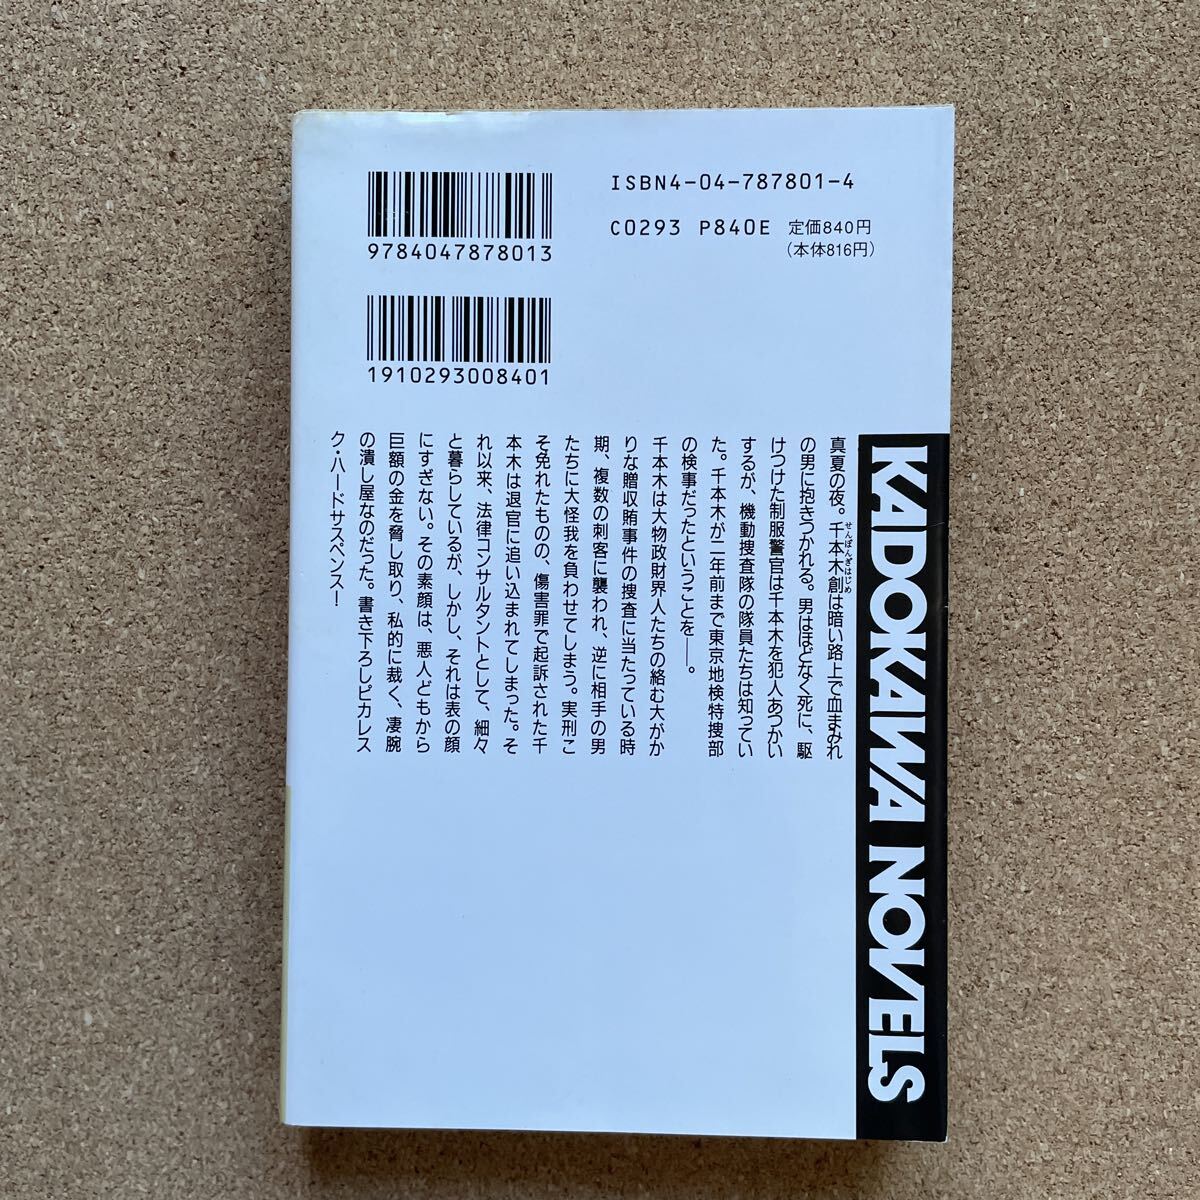 ISBN4-04-787801-4
C0293 P840E 定価840円
(本体816円)
9784047878013
1910293008401
KADOKAWA NOVELS
真夏の夜。千本木創は暗い路上で血まみれ
せんぼんぎはじめ
の男に抱きつかれる。男はほどなく死に、駆
けつけた制服警官は千本木を犯人あつかい
するが、機動捜査隊の隊員たちは知ってい
た。千本木が二年前まで東京地検特捜部
の検事だったということを――。
千本木は大物政財界人たちの絡む大がか
りな贈収賄事件の捜査に当たっている時
期、複数の刺客に襲われ、逆に相手の男
たちに大怪我を負わせてしまう。実刑こ
そ免れたものの、傷害罪で起訴された千
本木は退官に追い込まれてしまった。そ
れ以来、法律コンサルタントとして、細々
と暮らしているが、しかし、それは表の顔
にすぎない。その素顔は、悪人どもから
巨額の金を脅し取り、私的に裁く、凄腕
の潰し屋なのだった。書き下ろしピカレス
ク・ハードサスペンス!